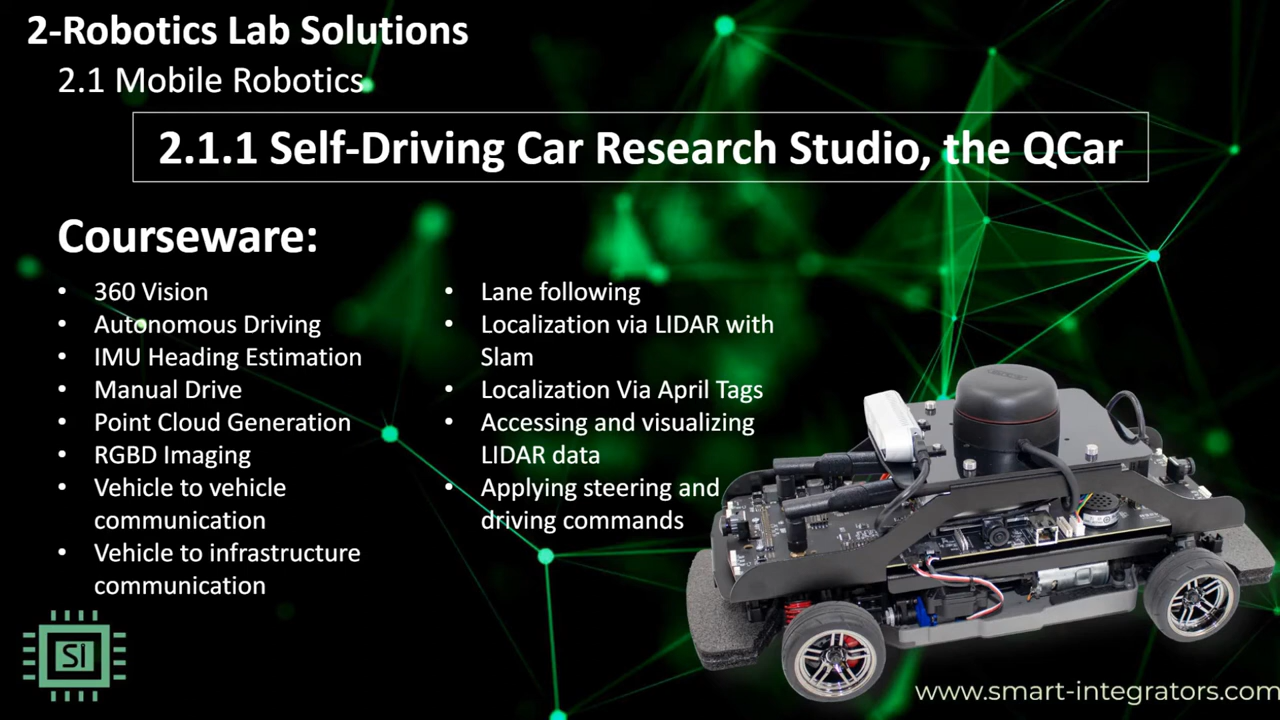 2-Robotics Lab Solutions
2.1 Mobile Robotics
2.1.1 Self-Driving Car Research Studio, the QCar
Courseware:
• 360 Vision
• Autonomous Driving
• IMU Heading Estimation
• Manual Drive
• Point Cloud Generation
• RGBD Imaging
• Vehicle to vehicle
communication
• Vehicle to infrastructure
communication
• Lane following
• Localization via LIDAR with
Slam
• Localization Via April Tags
• Accessing and visualizing
LIDAR data
• Applying steering and
driving commands
SI
www.smart-integrators.com